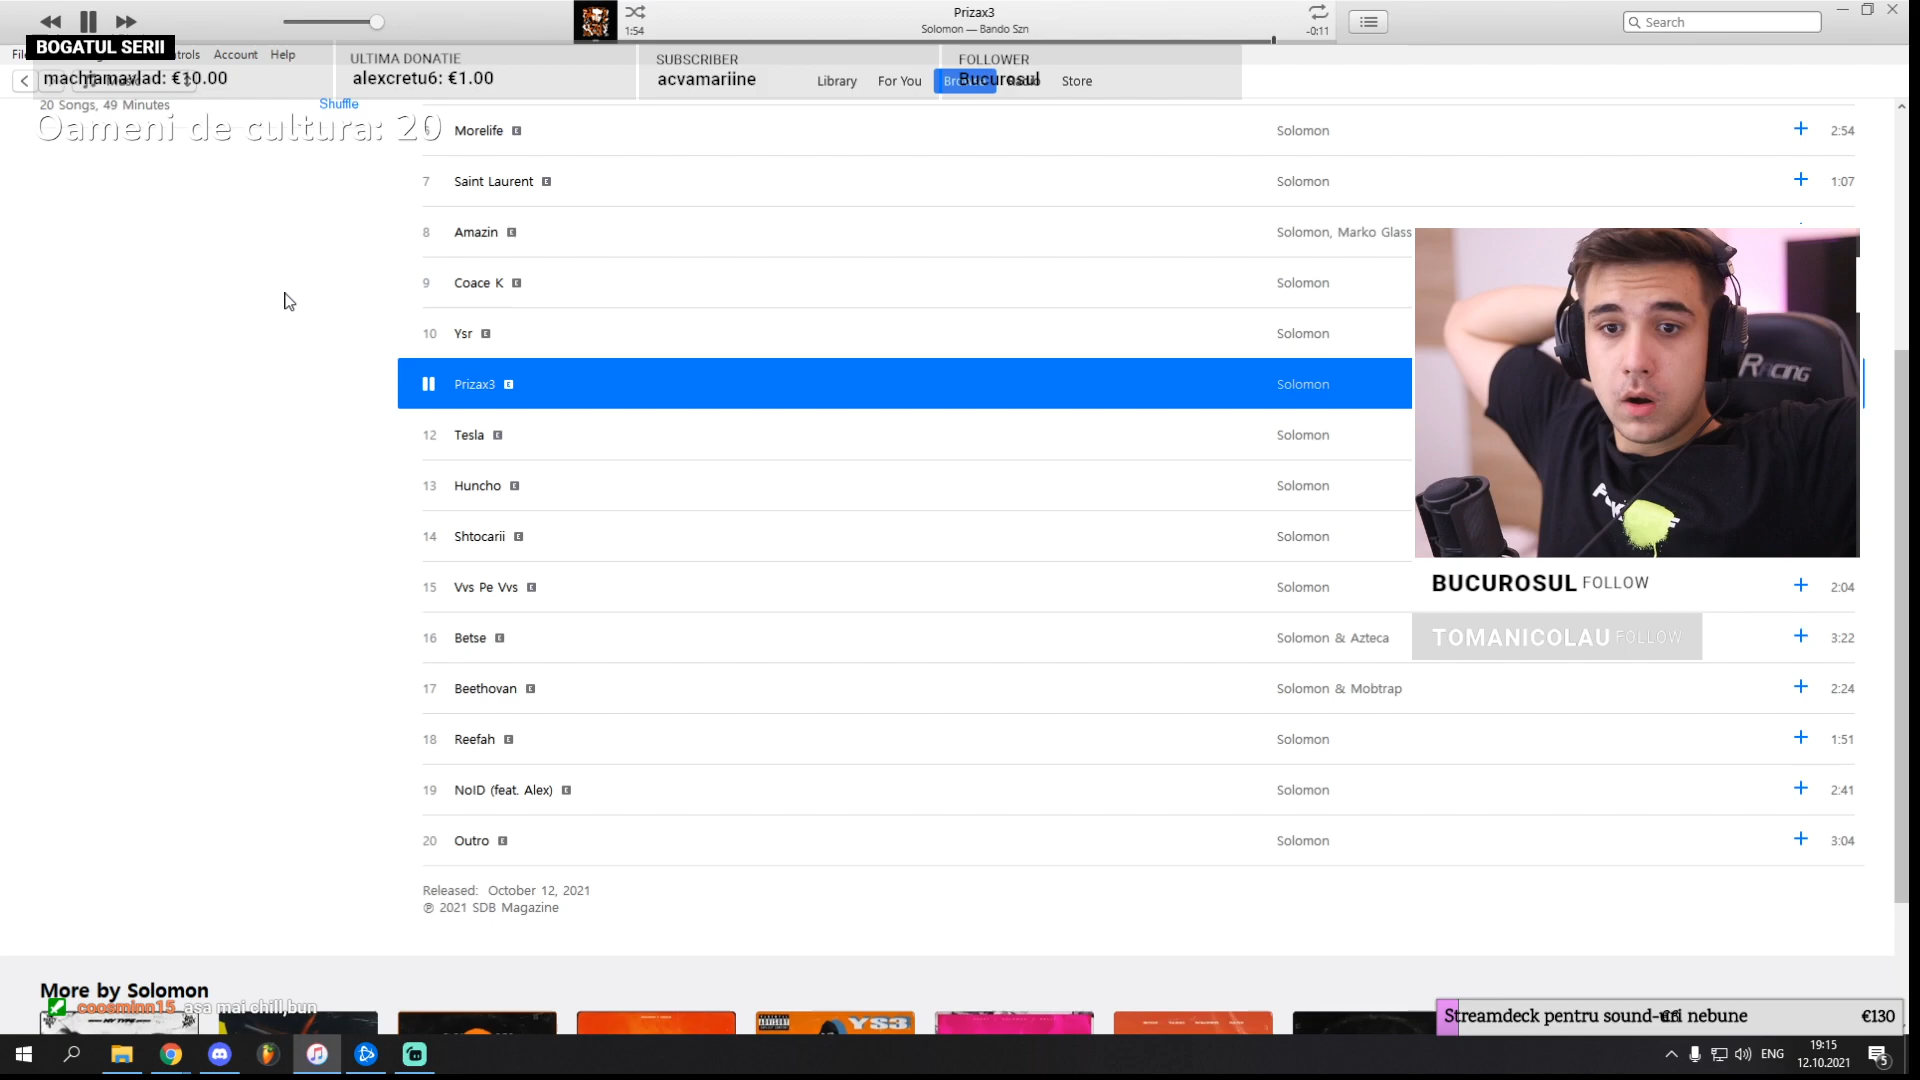 Prizax3
Solomon — Bando Szn
1:54
-0:11
Search
BOGATUL SERII
Account
Help
ULTIMA DONATIE
SUBSCRIBER
FOLLOWER
machiamavlad: €10.00
alexcretu6: €1.00
acvamariine
Bucurosul
Library
For You
Store
20 Songs, 49 Minutes
Shuffle
Oameni de cultura: 20
Morelife E Solomon 2:54
7 Saint Laurent E Solomon 1:07
8 Amazin E Solomon, Marko Glass
9 Coace K E Solomon
10 Ysr E Solomon
Prizax3 E Solomon
12 Tesla E Solomon
13 Huncho E Solomon
14 Shtocarii E Solomon
15 Vvs Pe Vvs E Solomon 2:04
16 Betse E Solomon & Azteca 3:22
17 Beethovan E Solomon & Mobtrap 2:24
18 Reefah E Solomon 1:51
19 NoID (feat. Alex) E Solomon 2:41
20 Outro E Solomon 3:04
RACING
BUCUROSUL FOLLOW
TOMANICOLAU FOLLOW
Released: October 12, 2021
℗ 2021 SDB Magazine
More by Solomon
coosminn15 asa mai chill,bun
YS3
Streamdeck pentru sound-uri nebune
€130
ENG
19:15
12.10.2021
5